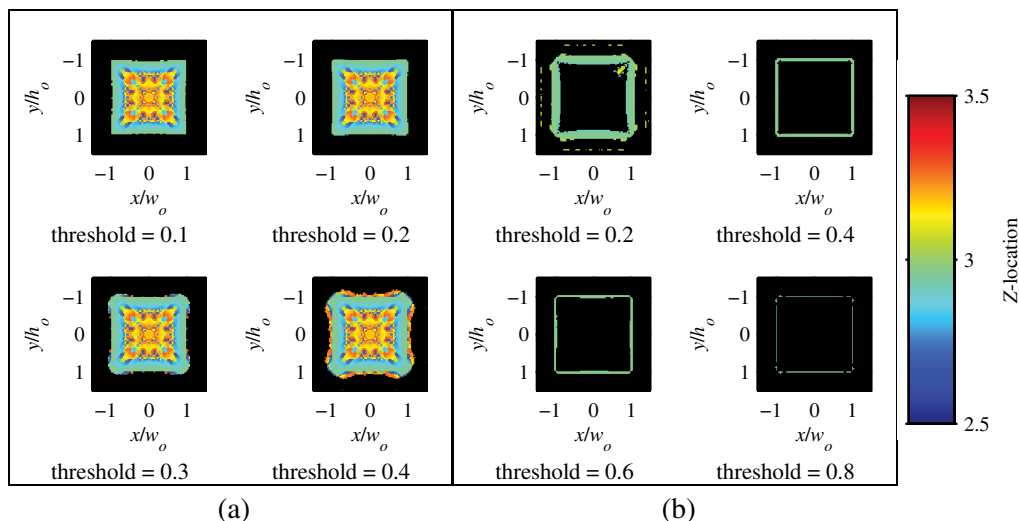 −1 0 1
y/h_o
−1 0 1
x/w_o
threshold = 0.1
−1 0 1
y/h_o
−1 0 1
x/w_o
threshold = 0.2
−1 0 1
y/h_o
−1 0 1
x/w_o
threshold = 0.3
−1 0 1
y/h_o
−1 0 1
x/w_o
threshold = 0.4
(a)
−1 0 1
y/h_o
−1 0 1
x/w_o
threshold = 0.2
−1 0 1
y/h_o
−1 0 1
x/w_o
threshold = 0.4
−1 0 1
y/h_o
−1 0 1
x/w_o
threshold = 0.6
−1 0 1
y/h_o
−1 0 1
x/w_o
threshold = 0.8
(b)
3.5
3
2.5
Z-location